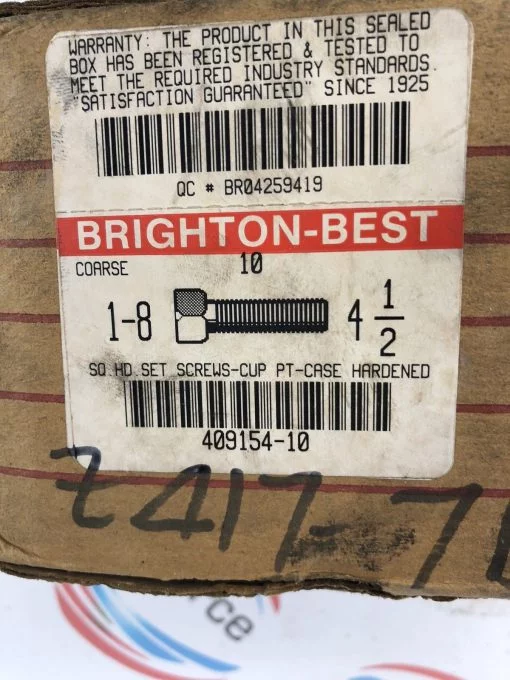 WARRANTY: THE PRODUCT IN THIS SEALED
BOX HAS BEEN REGISTERED & TESTED TO
MEET THE REQUIRED INDUSTRY STANDARDS.
"SATISFACTION GUARANTEED" SINCE 1925
QC # BR04259419
BRIGHTON-BEST
COARSE 10
1-8 4 1/2
SQ HD SET SCREWS-CUP PT-CASE HARDENED
409154-10
Z417-71